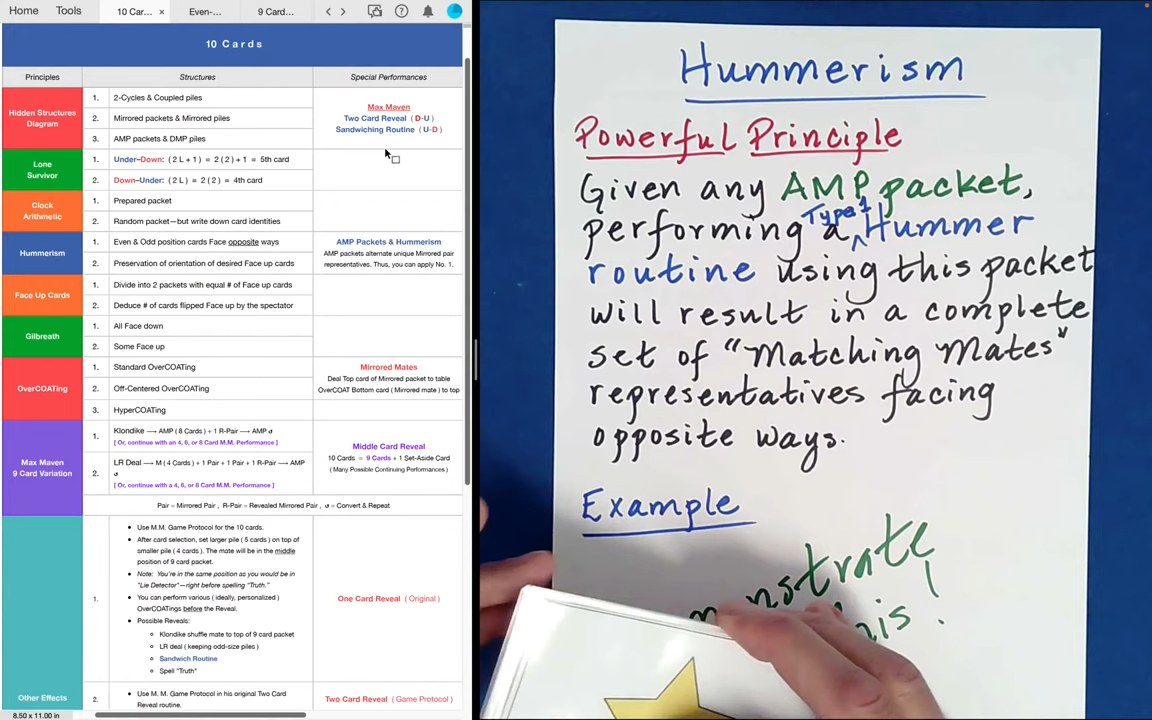 Home Tools 10 Car... × Even-... 9 Card...
10 Cards
Principles Structures Special Performances
Hidden Structures
Diagram
1. 2-Cycles & Coupled piles
2. Mirrored packets & Mirrored piles
3. AMP packets & DMP piles
Max Maven
Two Card Reveal ( D-U )
Sandwiching Routine ( U-D )
Lone
Survivor
1. Under–Down: ( 2 L + 1 ) = 2 ( 2 ) + 1 = 5th card
2. Down–Under: ( 2 L ) = 2 ( 2 ) = 4th card
Clock
Arithmetic
1. Prepared packet
2. Random packet—but write down card identities
Hummerism
1. Even & Odd position cards Face opposite ways
2. Preservation of orientation of desired Face up cards
AMP Packets & Hummerism
AMP packets alternate unique Mirrored pair
representatives. Thus, you can apply No. 1.
Face Up Cards
1. Divide into 2 packets with equal # of Face up cards
2. Deduce # of cards flipped Face up by the spectator
Gilbreath
1. All Face down
2. Some Face up
OverCOATing
1. Standard OverCOATing
2. Off-Centered OverCOATing
3. HyperCOATing
Mirrored Mates
Deal Top card of Mirrored packet to table
OverCOAT Bottom card ( Mirrored mate ) to top
Max Maven
9 Card Variation
1. Klondike → AMP ( 8 Cards ) + 1 R-Pair → AMP ↺
[ Or, continue with an 4, 6, or 8 Card M.M. Performance ]
2. LR Deal → M ( 4 Cards ) + 1 Pair + 1 Pair + 1 R-Pair → AMP
↺
[ Or, continue with a 4, 6, or 8 Card M.M. Performance ]
Middle Card Reveal
10 Cards = 9 Cards + 1 Set-Aside Card
( Many Possible Continuing Performances )
Pair = Mirrored Pair , R-Pair = Revealed Mirrored Pair , ↺ = Convert & Repeat
Other Effects
1.
• Use M.M. Game Protocol for the 10 cards.
• After card selection, set larger pile ( 5 cards ) on top of
smaller pile ( 4 cards ). The mate will be in the middle
position of 9 card packet.
• Note: You're in the same position as you would be in
"Lie Detector"—right before spelling "Truth."
• You can perform various ( ideally, personalized )
OverCOATings before the Reveal.
• Possible Reveals:
○ Klondike shuffle mate to top of 9 card packet
○ LR deal ( keeping odd-size piles )
○ Sandwich Routine
○ Spell "Truth"
One Card Reveal ( Original )
2.
• Use M. M. Game Protocol in his original Two Card
Reveal routine.
Two Card Reveal ( Game Protocol )
8.50 x 11.00 in
Hummerism
Powerful Principle
Given any AMP packet,
performing a Type 1 Hummer
routine using this packet
will result in a complete
set of "Matching Mates"
representatives facing
opposite ways.
Example